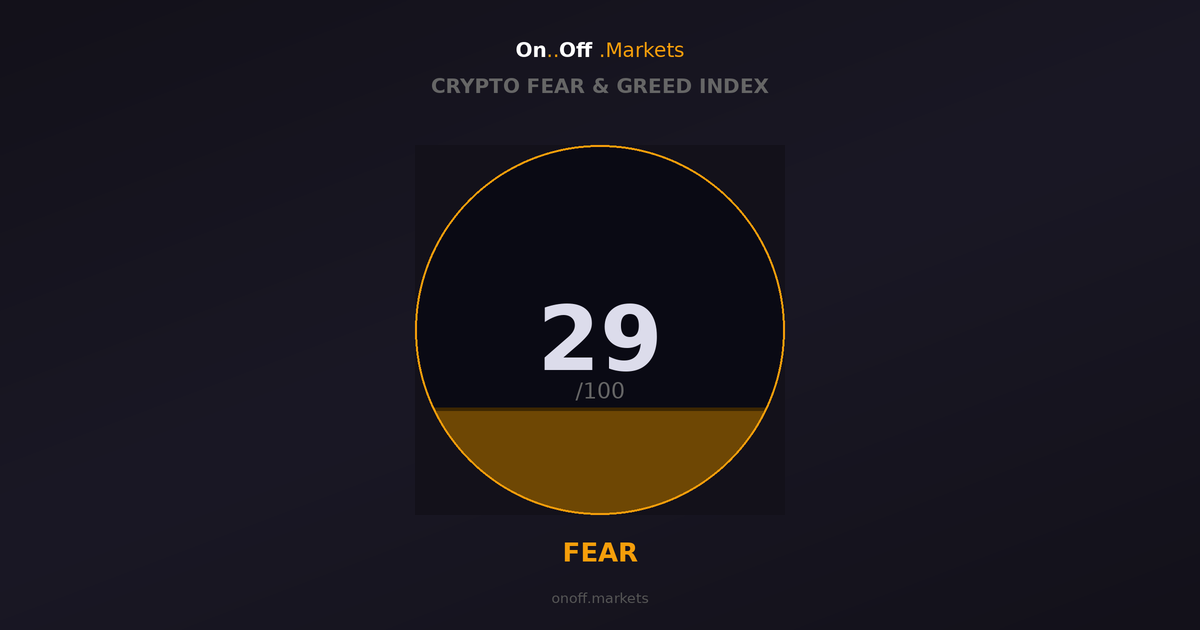 On..Off .Markets
CRYPTO FEAR & GREED INDEX
29
/100
FEAR
onoff.markets